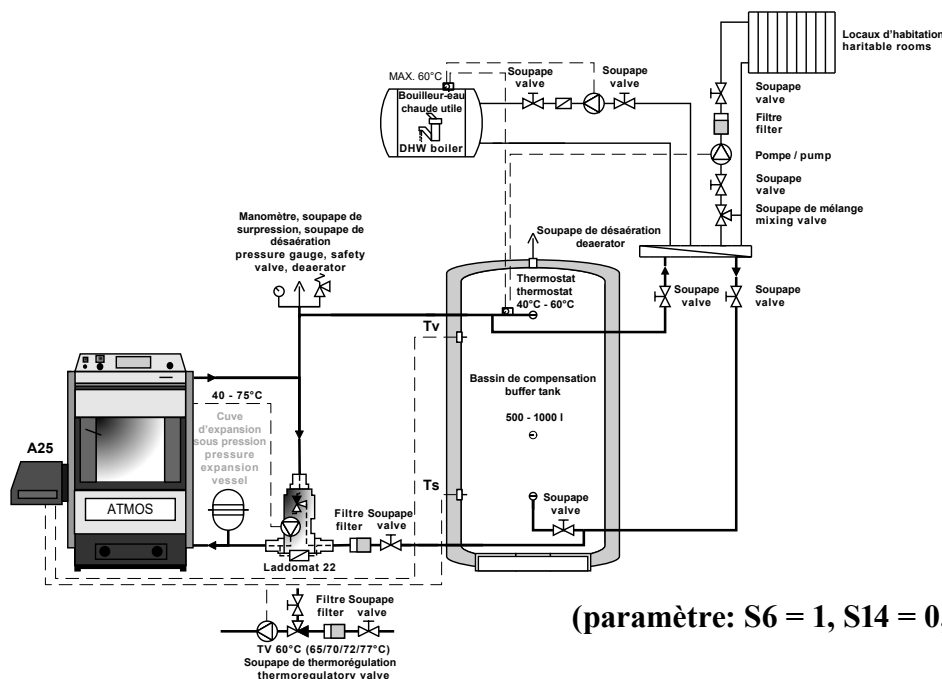 Locaux d'habitation
haritable rooms
MAX. 60°C
Soupape
valve
Soupape
valve
Bouilleur-eau
chaude utile
DHW boiler
Soupape
valve
Filtre
filter
Pompe / pump
Soupape
valve
Soupape de mélange
mixing valve
Manomètre, soupape de
surpression, soupape de
désaération
pressure gauge, safety
valve, deaerator
Soupape de désaération
deaerator
Thermostat
thermostat
40°C - 60°C
Soupape
valve
Soupape
valve
Tv
Bassin de compensation
buffer tank
500 - 1000 l
40 - 75°C
Cuve
d'expansion
sous pression
pressure
expansion
vessel
A25
ATMOS
Ts
Soupape
valve
Filtre Soupape
filter valve
Laddomat 22
Filtre Soupape
filter valve
TV 60°C (65/70/72/77°C)
Soupape de thermorégulation
thermoregulatory valve
(paramètre: S6 = 1, S14 = 0